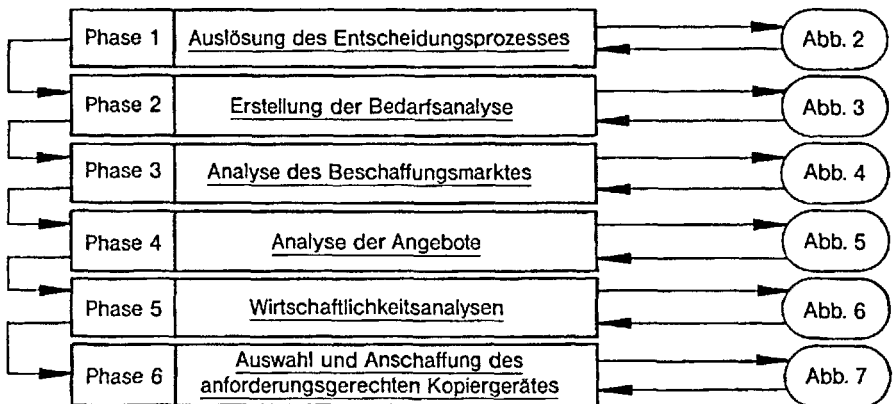 Phase 1 Auslösung des Entscheidungsprozesses Abb. 2
Phase 2 Erstellung der Bedarfsanalyse Abb. 3
Phase 3 Analyse des Beschaffungsmarktes Abb. 4
Phase 4 Analyse der Angebote Abb. 5
Phase 5 Wirtschaftlichkeitsanalysen Abb. 6
Phase 6 Auswahl und Anschaffung des
anforderungsgerechten Kopiergerätes Abb. 7